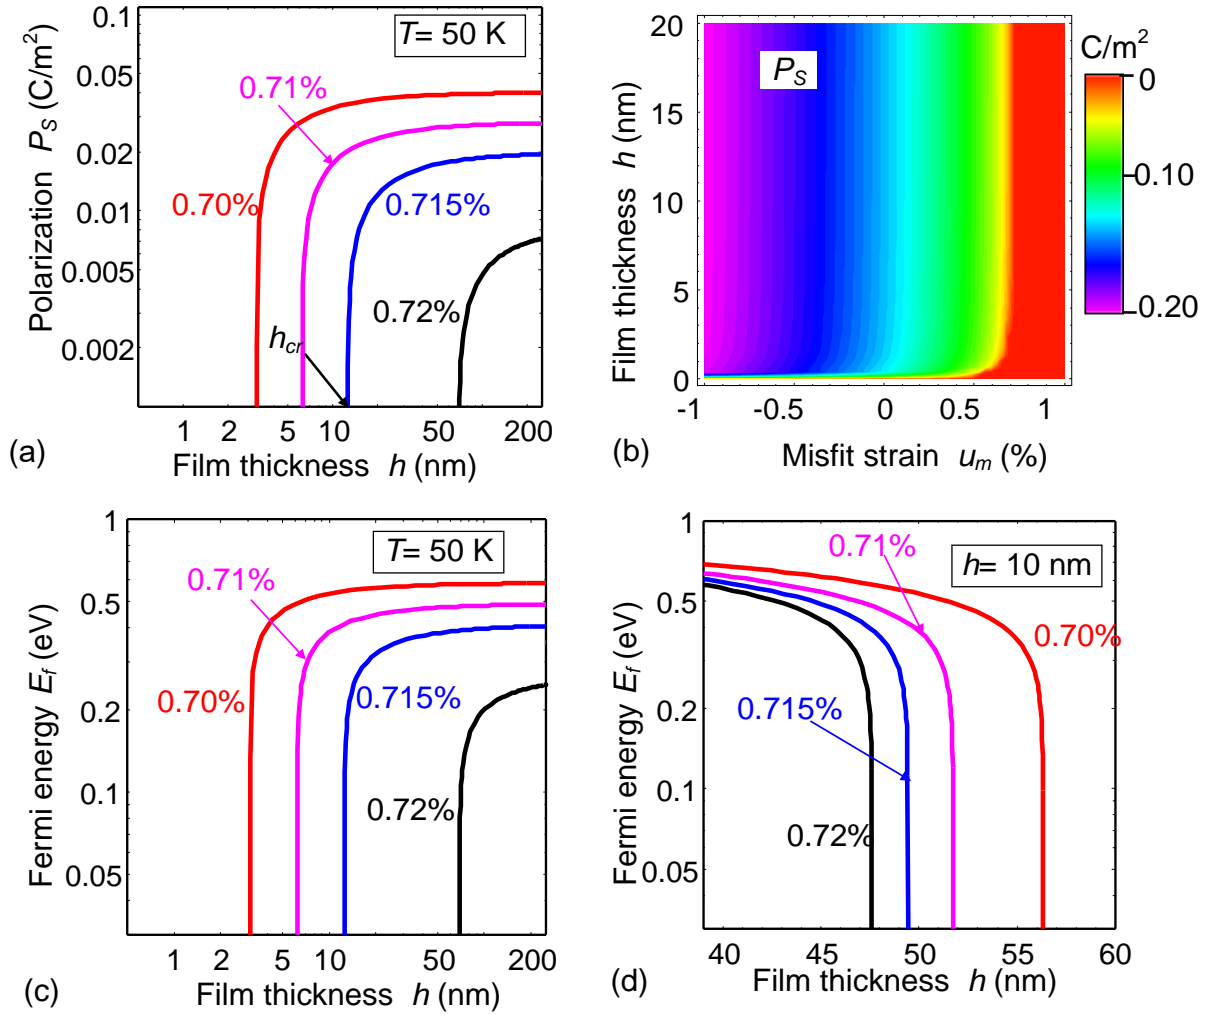 Polarization P_S (C/m²)
0.1
0.05
0.02
0.01
0.005
0.002
T= 50 K
0.71%
0.70%
0.715%
0.72%
h_cr
1 2 5 10 50 200
(a)
Film thickness h (nm)
Film thickness h (nm)
20
15
10
5
0
P_S
C/m²
0
-0.10
-0.20
-1 -0.5 0 0.5 1
(b)
Misfit strain u_m (%)
Fermi energy E_f (eV)
1
0.5
0.2
0.1
0.05
T= 50 K
0.71%
0.70%
0.715%
0.72%
1 2 5 10 50 200
(c)
Film thickness h (nm)
Fermi energy E_f (eV)
1
0.5
0.2
0.1
0.05
0.71%
h= 10 nm
0.70%
0.715%
0.72%
40 45 50 55 60
(d)
Film thickness h (nm)